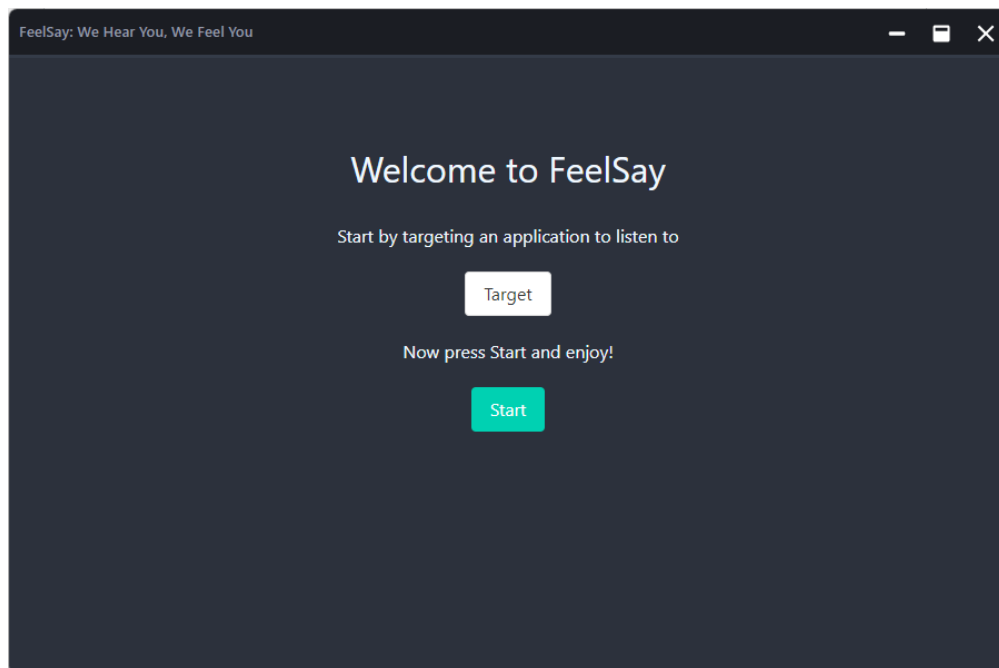 FeelSay: We Hear You, We Feel You
Welcome to FeelSay
Start by targeting an application to listen to
Target
Now press Start and enjoy!
Start